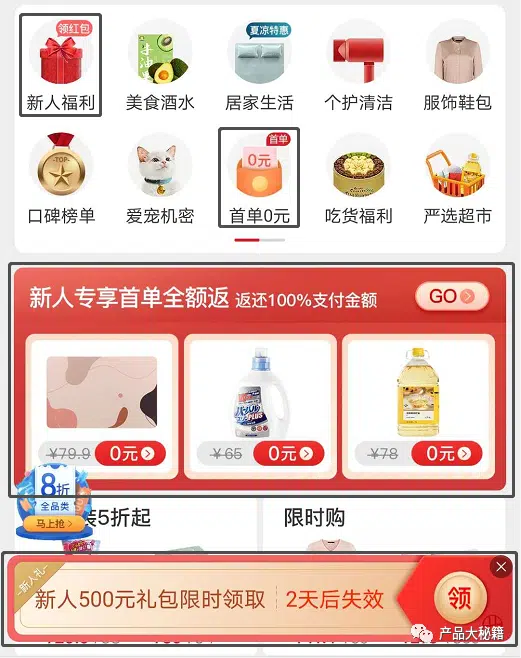 领红包
夏凉特惠
牛油果
新人福利
美食酒水
居家生活
个护清洁
服饰鞋包
TOP
首单
0元
口碑榜单
爱宠机密
首单0元
吃货福利
严选超市
新人专享首单全额返 返还100%支付金额
GO
¥79.9
0元
¥65
0元
¥78
0元
8折
全品类
马上抢
装5折起
限时购
新人礼
新人500元礼包限时领取
2天后失效
领
产品大秘籍